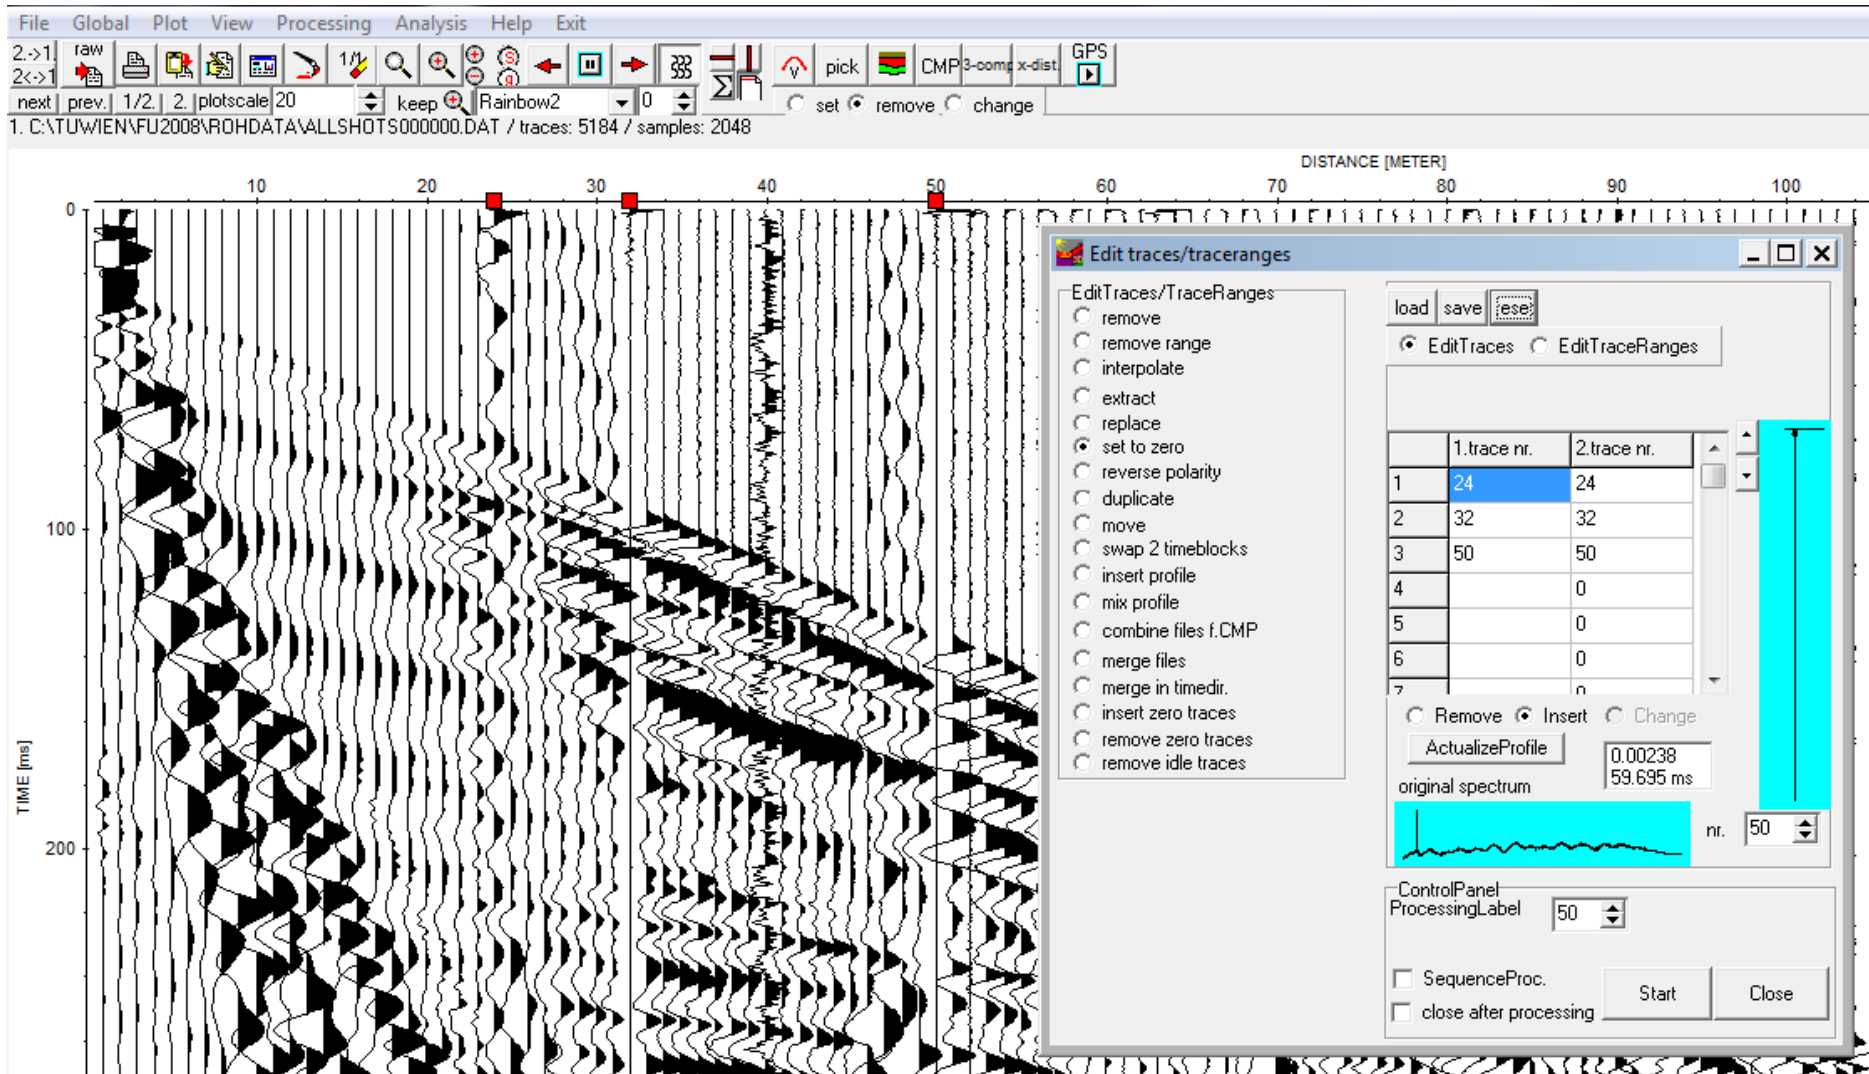 File Global Plot View Processing Analysis Help Exit
2.->1. raw GPS
2<->1 1/2 pick CMP 3-comp x-dist.
next prev. 1/2. 2. plotscale 20 keep Rainbow2 0 set remove change
1. C:\TUWIEN\FU2008\ROHDATA\ALLSHOTS000000.DAT / traces: 5184 / samples: 2048
DISTANCE [METER]
10 20 30 40 50 60 70 80 90 100
0
100
200
TIME [ms]
Edit traces/traceranges
EditTraces/TraceRanges
remove
remove range
interpolate
extract
replace
set to zero
reverse polarity
duplicate
move
swap 2 timeblocks
insert profile
mix profile
combine files f.CMP
merge files
merge in timedir.
insert zero traces
remove zero traces
remove idle traces
load save ese
EditTraces EditTraceRanges
1.trace nr. 2.trace nr.
1 24 24
2 32 32
3 50 50
4 0
5 0
6 0
7 0
Remove Insert Change
ActualizeProfile
0.00238
59.695 ms
original spectrum
nr. 50
ControlPanel
ProcessingLabel 50
SequenceProc.
close after processing
Start Close